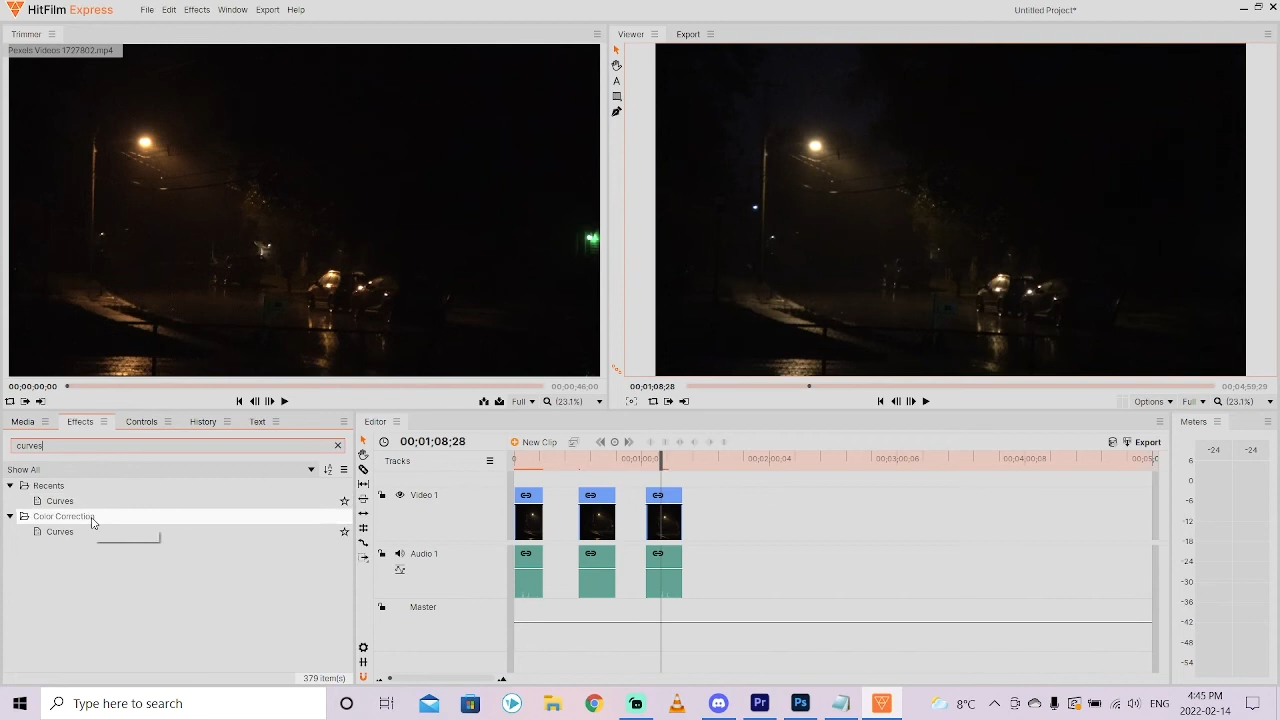 HitFilm Express
File Edit Effects Window Export Help
Untitled Project*
Trimmer
Viewer Export
Pexels Videos 1727802.mp4
00;00;00;00
00;00;46;00
Full (23.1%)
00;01;08;28
00;04;59;29
Options Full (23.1%)
Media Effects Controls History Text
Editor
Meters
curves
00;01;08;28
New Clip
Export
Show All
Tracks
0 00;01;00;0 00;02;00;04 00;03;00;06 00;04;00;08 00;05;0
Recents
Curves
Color Correction
Curves
Video 1
Audio 1
Master
-24 -24
6
0
-6
-12
-18
-24
-30
-36
-42
-48
-54
379 item(s)
Type here to search
8°C
ENG
4:45 PM
2022-02-14